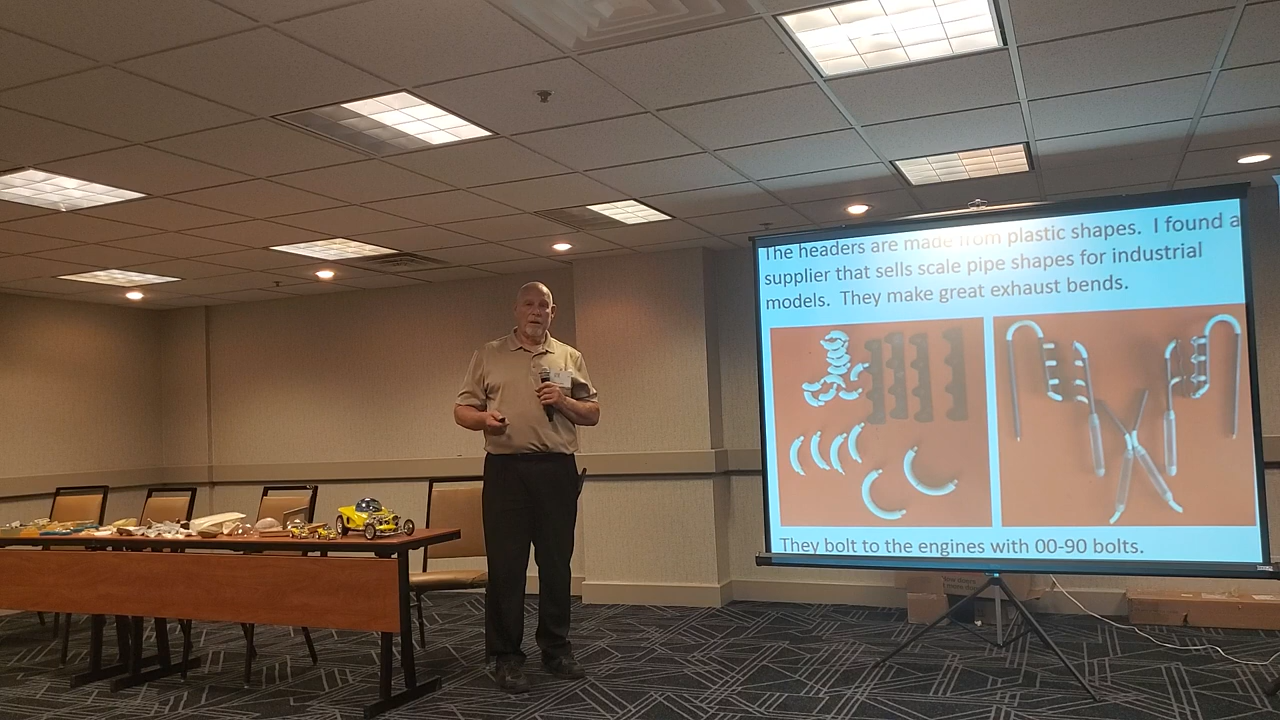 The headers are made from plastic shapes. I found a
supplier that sells scale pipe shapes for industrial
models. They make great exhaust bends.
They bolt to the engines with 00-90 bolts.